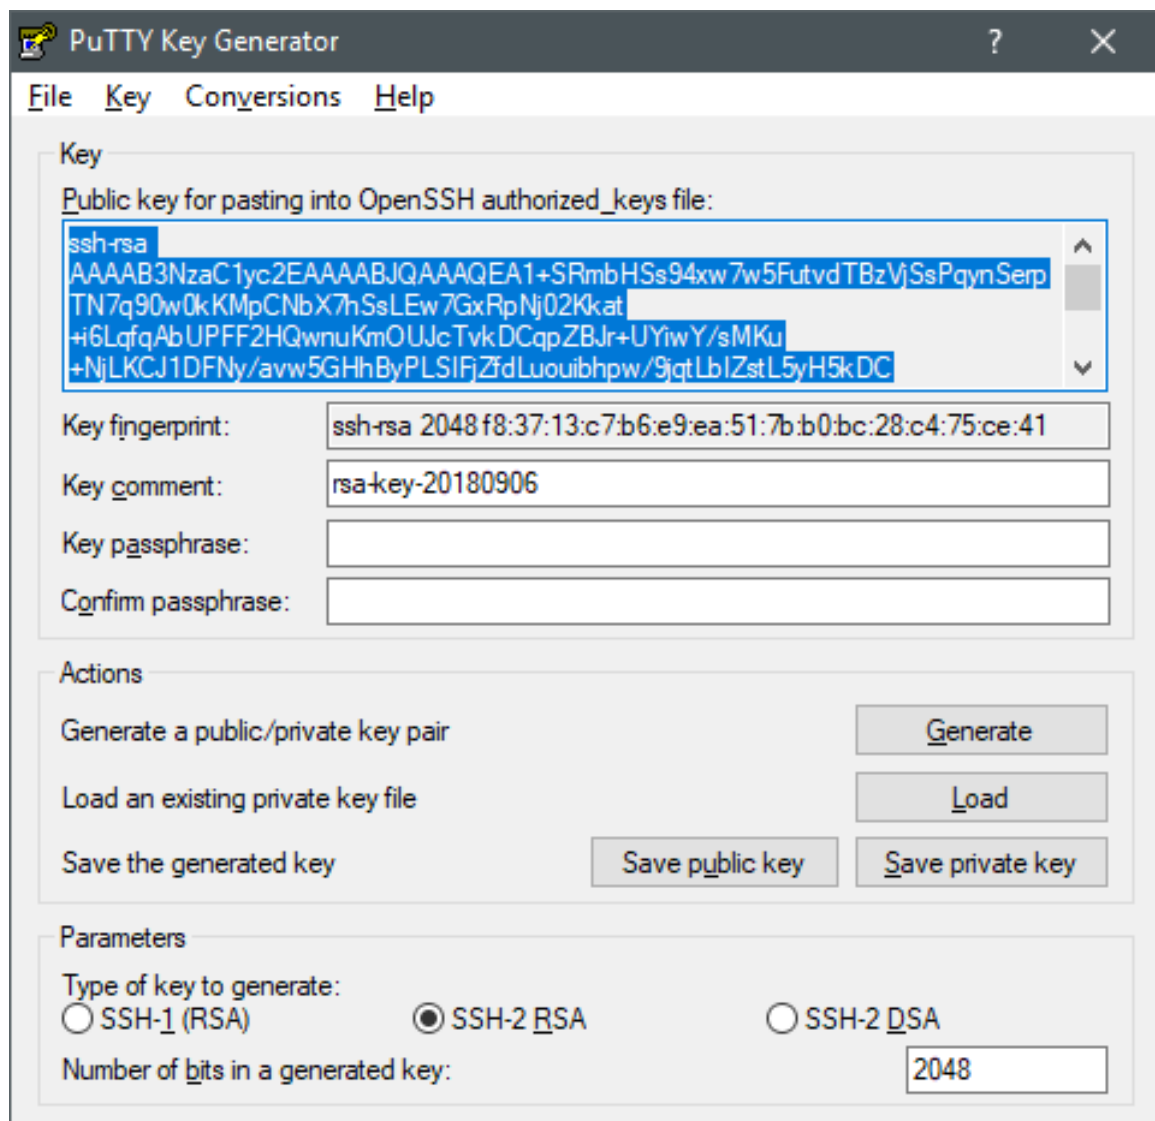 PuTTY Key Generator
File Key Conversions Help
Key
Public key for pasting into OpenSSH authorized_keys file:
ssh-rsa
AAAAB3NzaC1yc2EAAAABJQAAAQEA1+SRmbHSs94xw7w5FutvdTBzVjSsPqynSerp
TN7q90w0kKMpCNbX7hSsLEw7GxRpNj02Kkat
+i6LqfqAbUPFF2HQwnuKmOUJcTvkDCqpZBJr+UYiwY/sMKu
+NjLKCJ1DFNy/avw5GHhByPLSIFjZfdLuouibhpw/9jqtLbIZstL5yH5kDC
Key fingerprint: ssh-rsa 2048 f8:37:13:c7:b6:e9:ea:51:7b:b0:bc:28:c4:75:ce:41
Key comment: rsa-key-20180906
Key passphrase:
Confirm passphrase:
Actions
Generate a public/private key pair Generate
Load an existing private key file Load
Save the generated key Save public key Save private key
Parameters
Type of key to generate:
SSH-1 (RSA) SSH-2 RSA SSH-2 DSA
Number of bits in a generated key: 2048